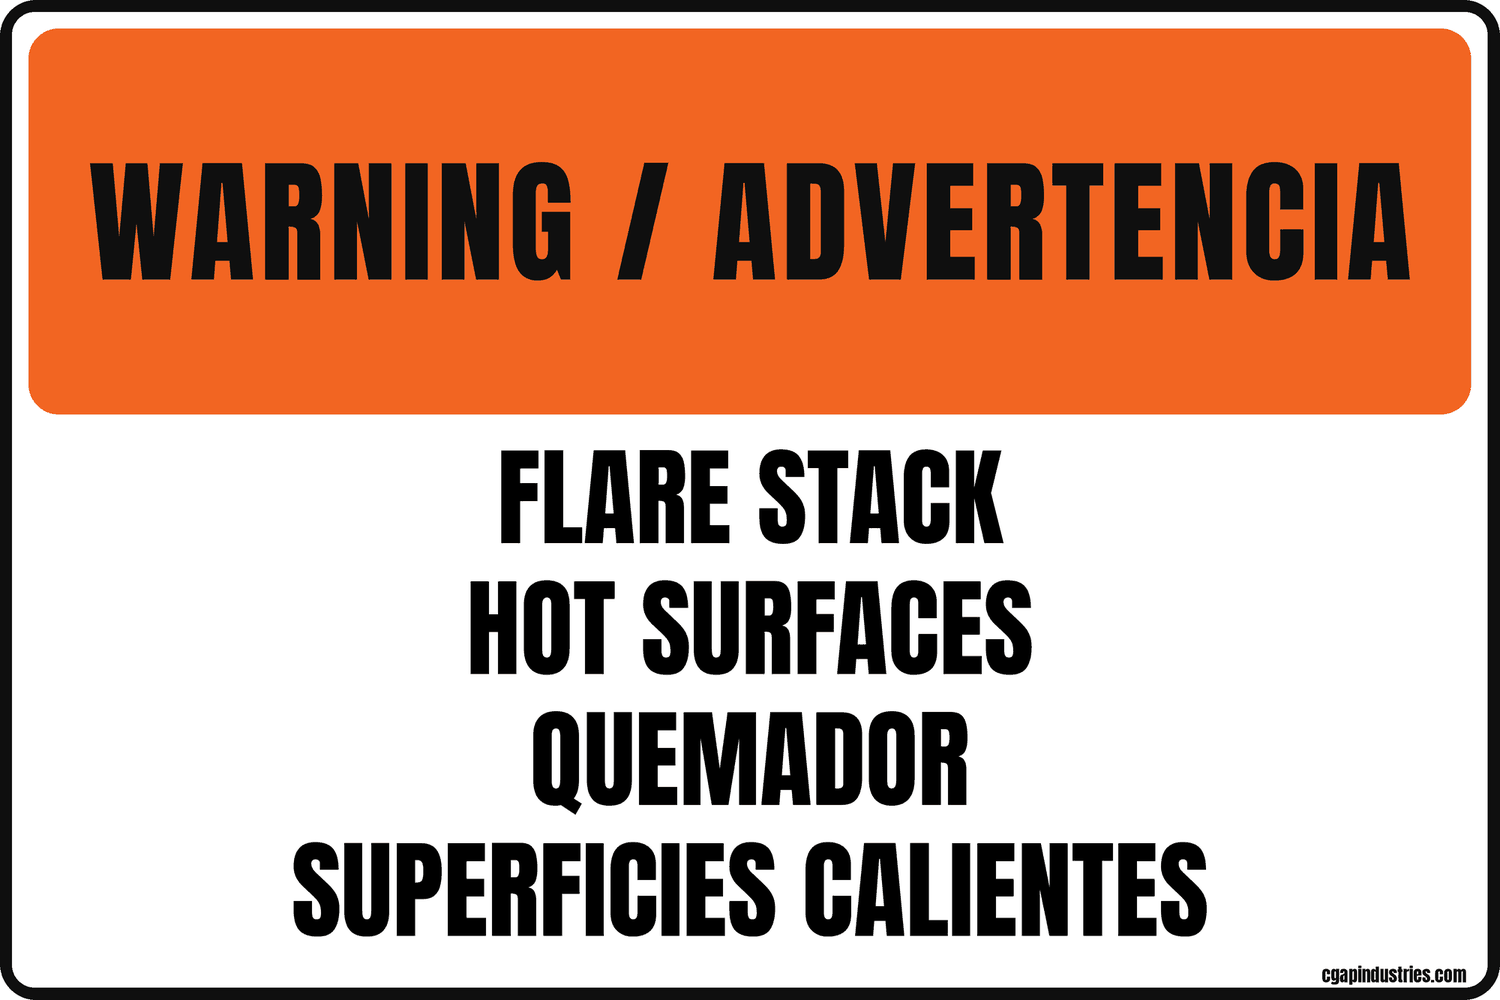 WARNING / ADVERTENCIA
FLARE STACK
HOT SURFACES
QUEMADOR
SUPERFICIES CALIENTES
cgapindustries.com